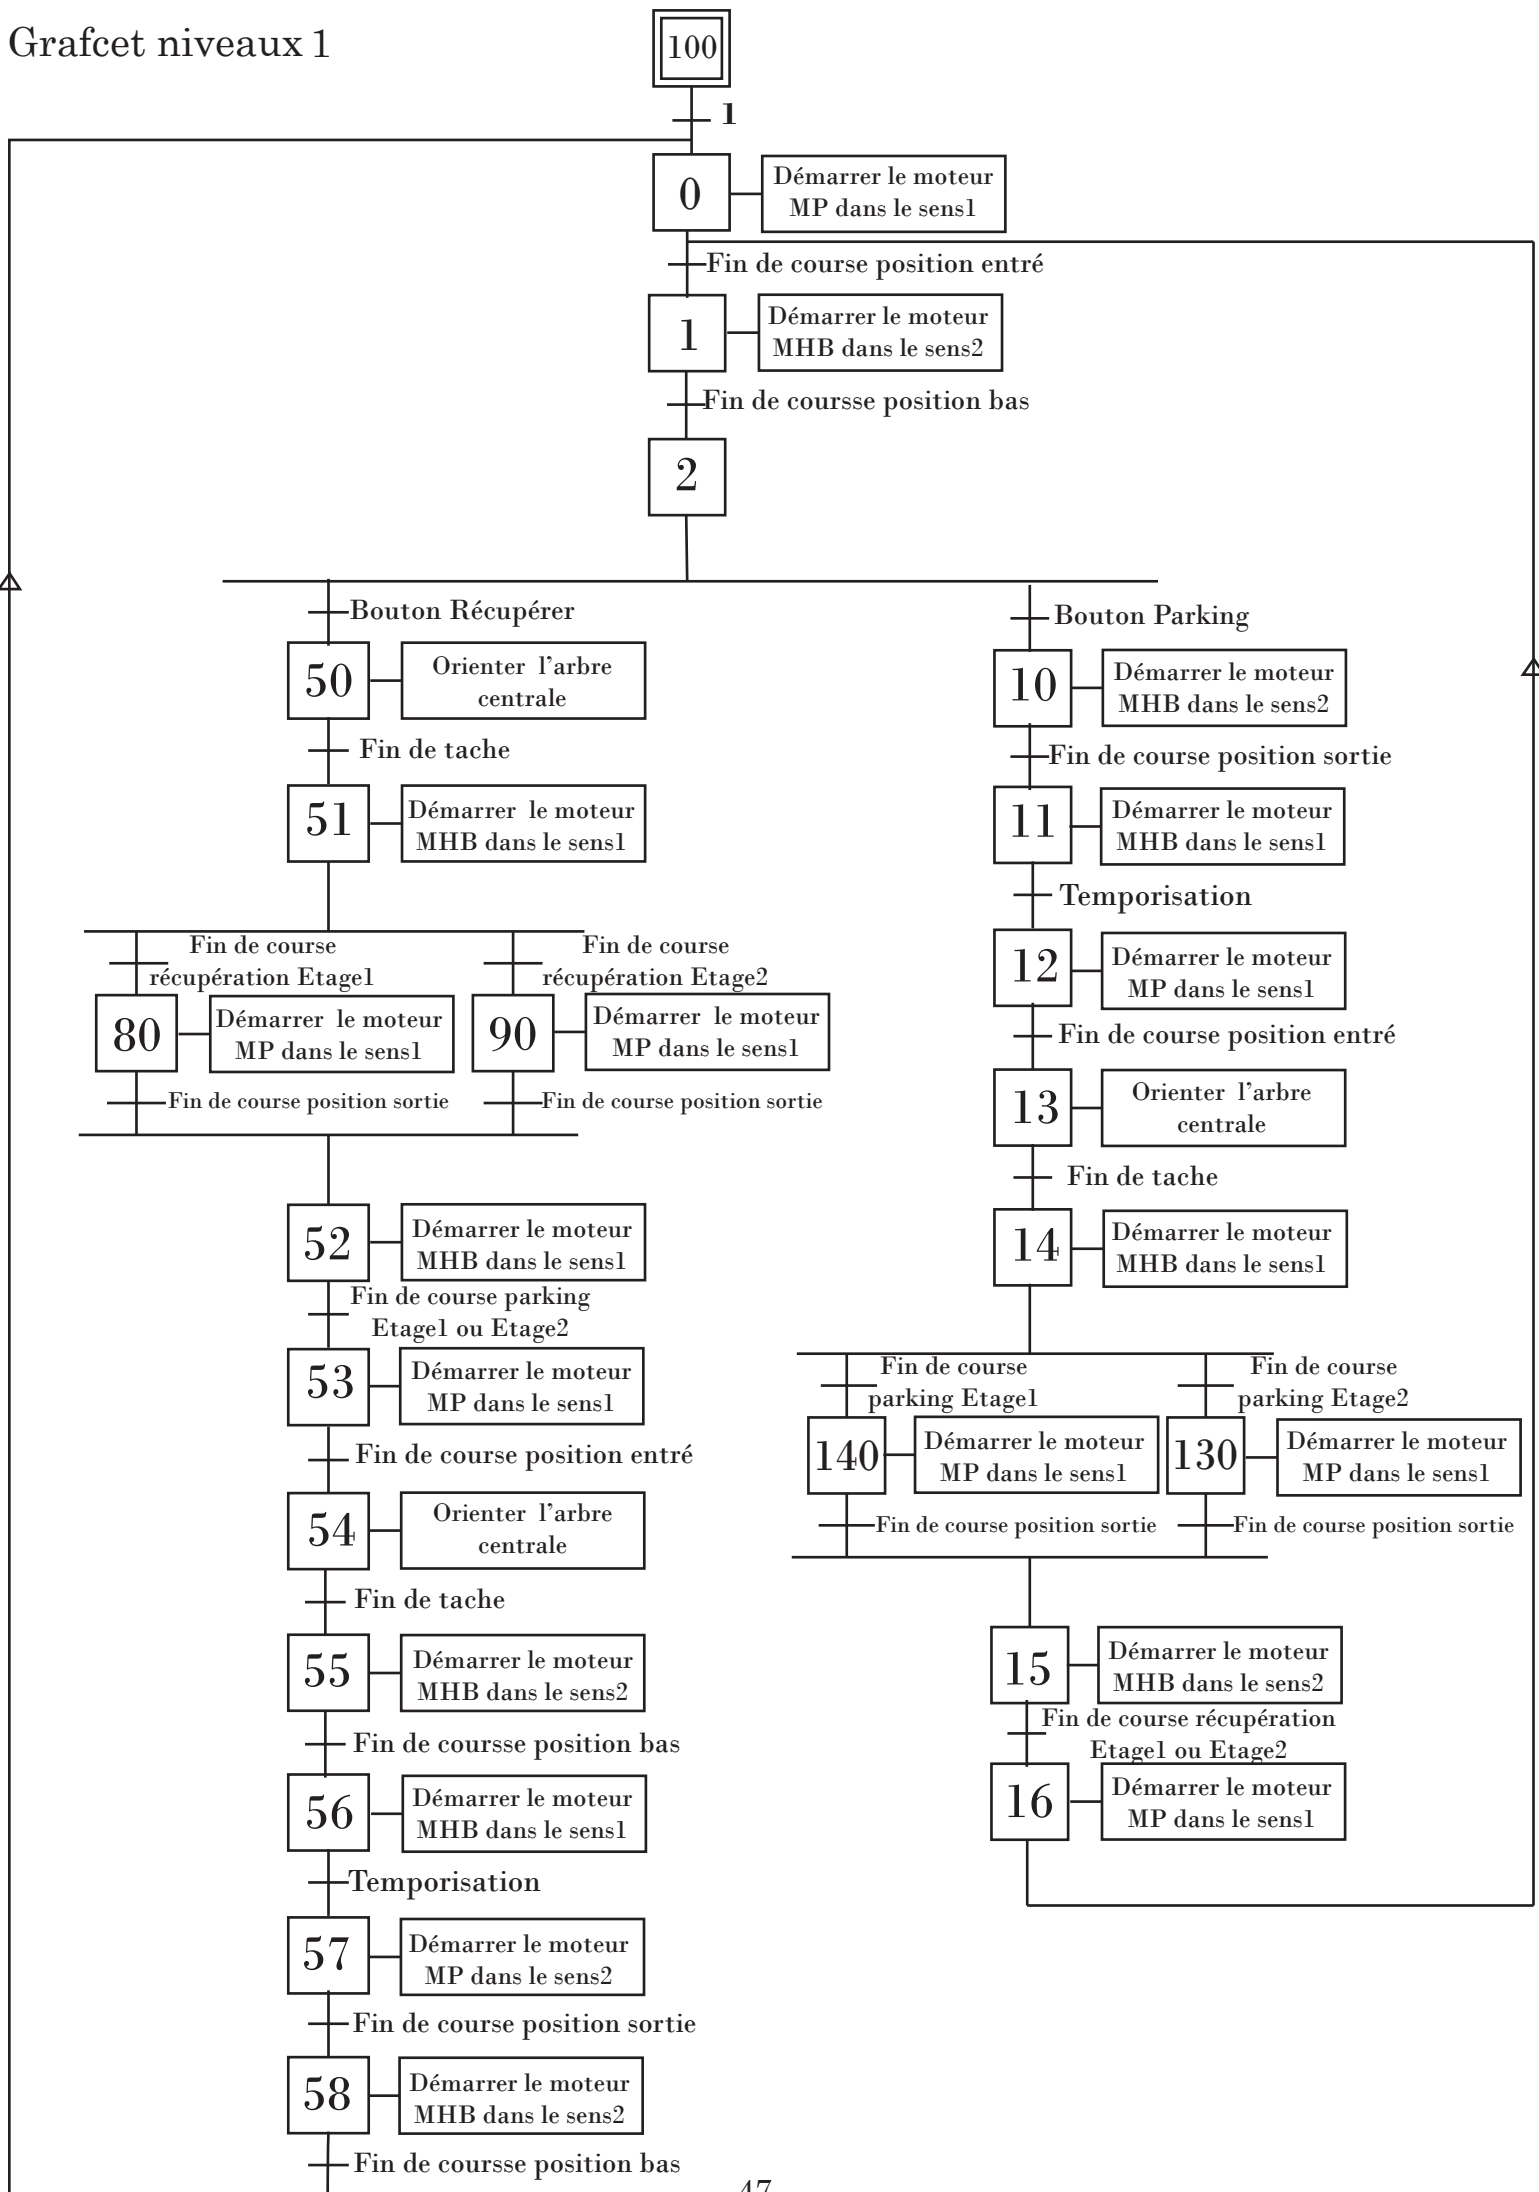 Grafcet niveaux 1
100
1
0
Démarrer le moteur
MP dans le sens1
Fin de course position entré
1
Démarrer le moteur
MHB dans le sens2
Fin de coursse position bas
2
Bouton Récupérer
50
Orienter l'arbre
centrale
Fin de tache
51
Démarrer le moteur
MHB dans le sens1
Fin de course
récupération Etage1
80
Démarrer le moteur
MP dans le sens1
Fin de course position sortie
Fin de course
récupération Etage2
90
Démarrer le moteur
MP dans le sens1
Fin de course position sortie
52
Démarrer le moteur
MHB dans le sens1
Fin de course parking
Etage1 ou Etage2
53
Démarrer le moteur
MP dans le sens1
Fin de course position entré
54
Orienter l'arbre
centrale
Fin de tache
55
Démarrer le moteur
MHB dans le sens2
Fin de coursse position bas
56
Démarrer le moteur
MHB dans le sens1
Temporisation
57
Démarrer le moteur
MP dans le sens2
Fin de course position sortie
58
Démarrer le moteur
MHB dans le sens2
Fin de coursse position bas
Bouton Parking
10
Démarrer le moteur
MHB dans le sens2
Fin de course position sortie
11
Démarrer le moteur
MHB dans le sens1
Temporisation
12
Démarrer le moteur
MP dans le sens1
Fin de course position entré
13
Orienter l'arbre
centrale
Fin de tache
14
Démarrer le moteur
MHB dans le sens1
Fin de course
parking Etage1
140
Démarrer le moteur
MP dans le sens1
Fin de course position sortie
Fin de course
parking Etage2
130
Démarrer le moteur
MP dans le sens1
Fin de course position sortie
15
Démarrer le moteur
MHB dans le sens2
Fin de course récupération
Etage1 ou Etage2
16
Démarrer le moteur
MP dans le sens1
47